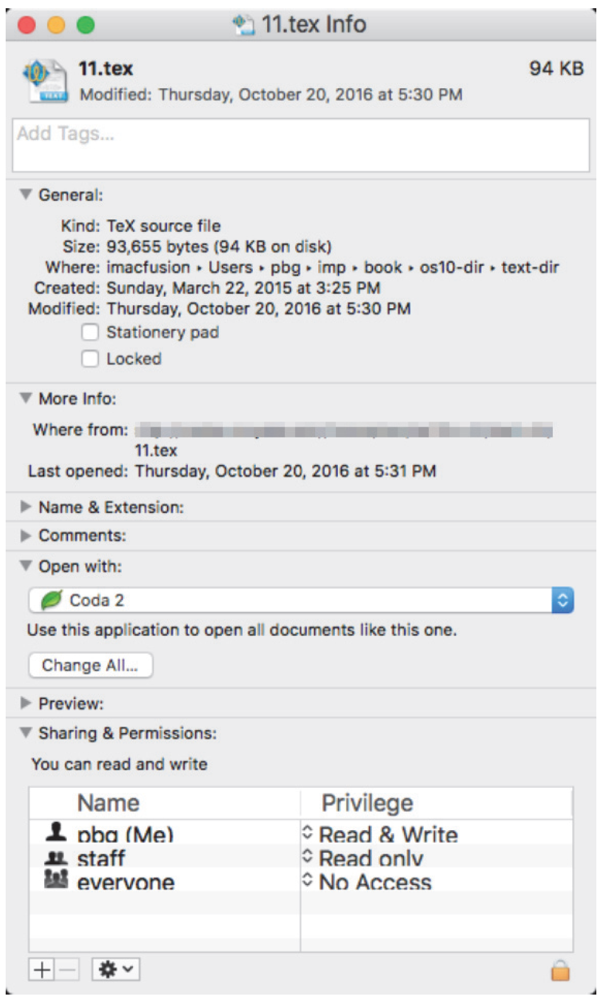 11.tex Info
11.tex 94 KB
Modified: Thursday, October 20, 2016 at 5:30 PM
Add Tags...
General:
Kind: TeX source file
Size: 93,655 bytes (94 KB on disk)
Where: imacfusion ▸ Users ▸ pbg ▸ imp ▸ book ▸ os10-dir ▸ text-dir
Created: Sunday, March 22, 2015 at 3:25 PM
Modified: Thursday, October 20, 2016 at 5:30 PM
Stationery pad
Locked
More Info:
Where from:
11.tex
Last opened: Thursday, October 20, 2016 at 5:31 PM
Name & Extension:
Comments:
Open with:
Coda 2
Use this application to open all documents like this one.
Change All...
Preview:
Sharing & Permissions:
You can read and write
Name Privilege
pbg (Me) Read & Write
staff Read only
everyone No Access